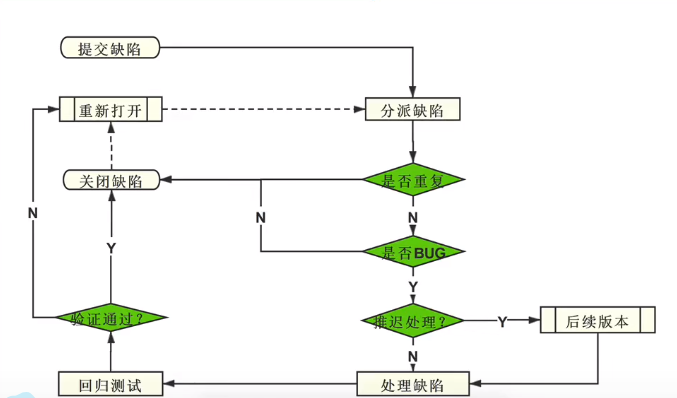 提交缺陷
重新打开
分派缺陷
关闭缺陷
是否重复
N
N
N
是否BUG
Y
Y
验证通过?
推迟处理?
Y
后续版本
N
回归测试
处理缺陷